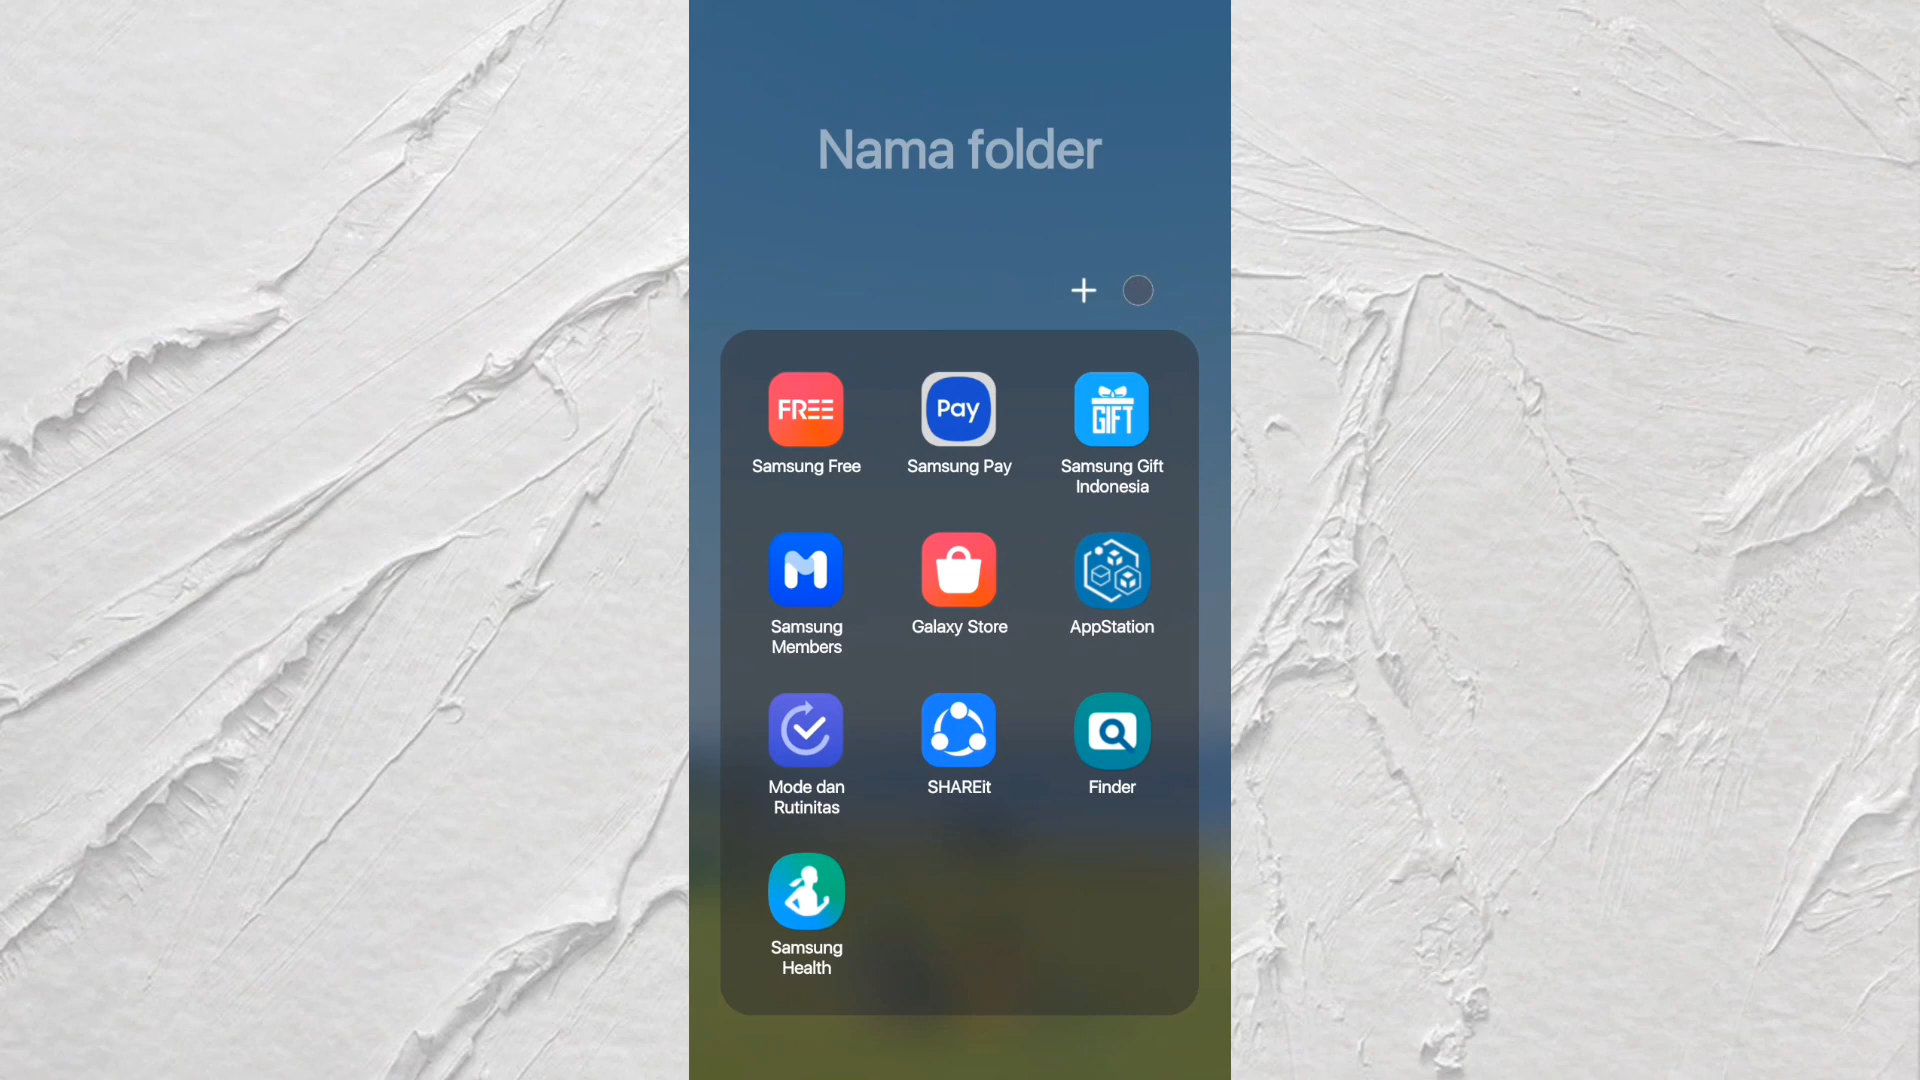 Nama folder
FREE
Pay
GIFT
Samsung Free
Samsung Pay
Samsung Gift
Indonesia
Samsung
Members
Galaxy Store
AppStation
Mode dan
Rutinitas
SHAREit
Finder
Samsung
Health